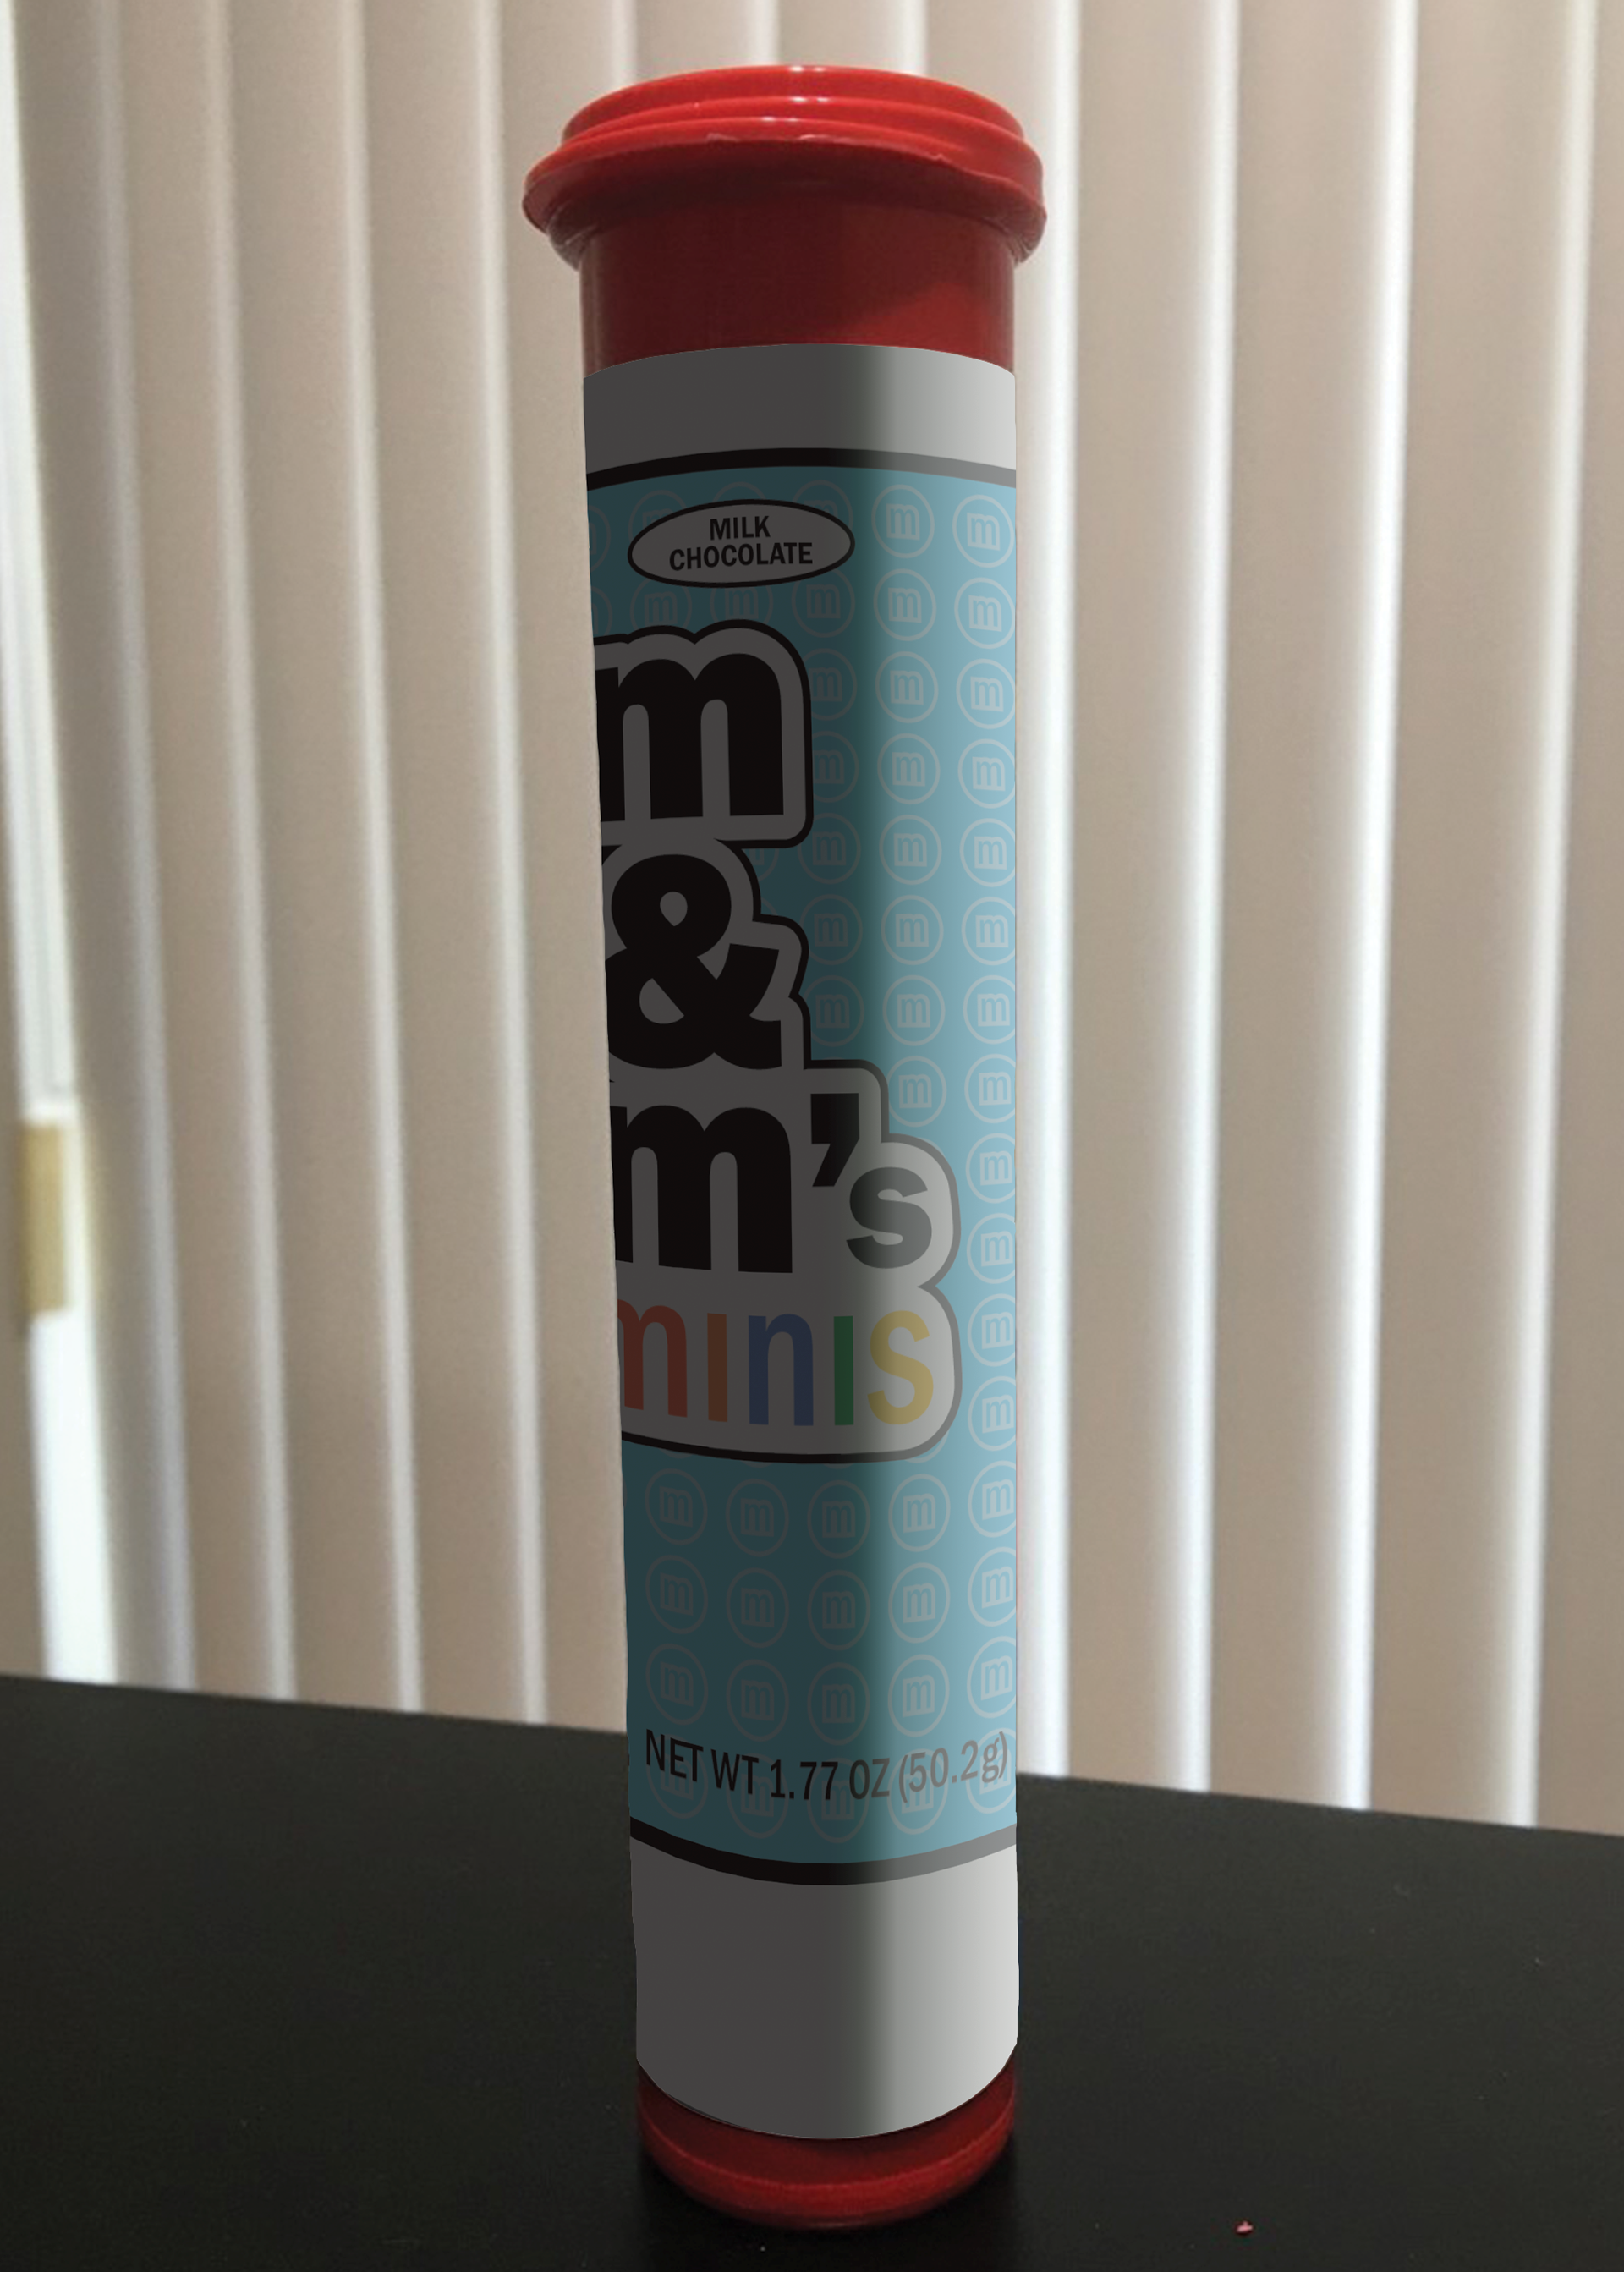 MILK
CHOCOLATE
m
&
m's
minis
NET WT 1.77 OZ (50.2g)